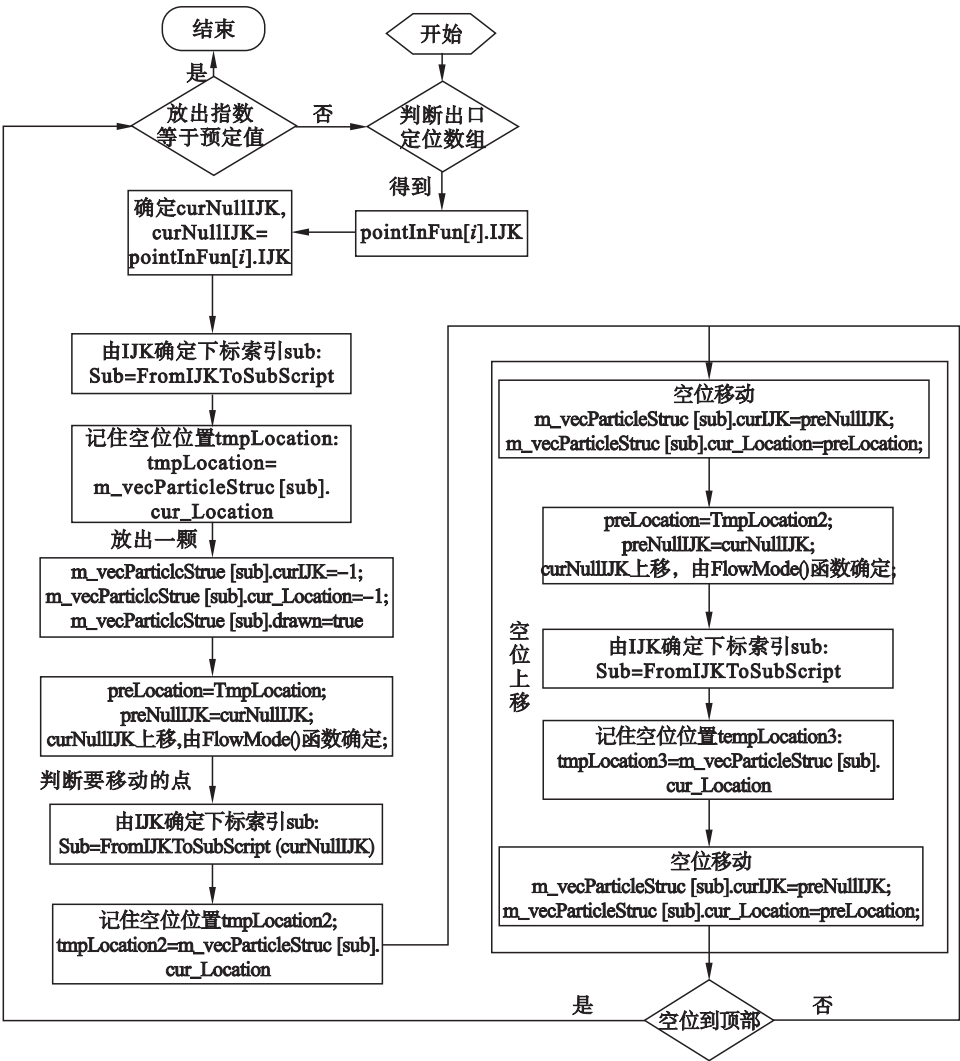 结束
开始
是
放出指数
等于预定值
否
判断出口
定位数组
得到
pointInFun[i].IJK
确定curNullIJK,
curNullIJK=
pointInFun[i].IJK
由IJK确定下标索引sub:
Sub=FromIJKToSubScript
记住空位位置tmpLocation:
tmpLocation=
m_vecParticleStruc [sub].
cur_Location
放出一颗
m_vecParticlcStrue [sub].curIJK=–1;
m_vecParticlcStrue [sub].cur_Location=–1;
m_vecParticlcStrue [sub].drawn=true
preLocation=TmpLocation;
preNullIJK=curNullIJK;
curNullIJK上移,由FlowMode()函数确定;
判断要移动的点
由IJK确定下标索引sub:
Sub=FromIJKToSubScript (curNullIJK)
记住空位位置tmpLocation2;
tmpLocation2=m_vecParticleStruc [sub].
cur_Location
空位移动
m_vecParticleStruc [sub].curIJK=preNullIJK;
m_vecParticleStruc [sub].cur_Location=preLocation;
preLocation=TmpLocation2;
preNullIJK=curNullIJK;
curNullIJK上移，由FlowMode()函数确定;
空位上移
由IJK确定下标索引sub:
Sub=FromIJKToSubScript
记住空位位置tempLocation3:
tmpLocation3=m_vecParticleStruc [sub].
cur_Location
空位移动
m_vecParticleStruc [sub].curIJK=preNullIJK;
m_vecParticleStruc [sub].cur_Location=preLocation;
是
空位到顶部
否